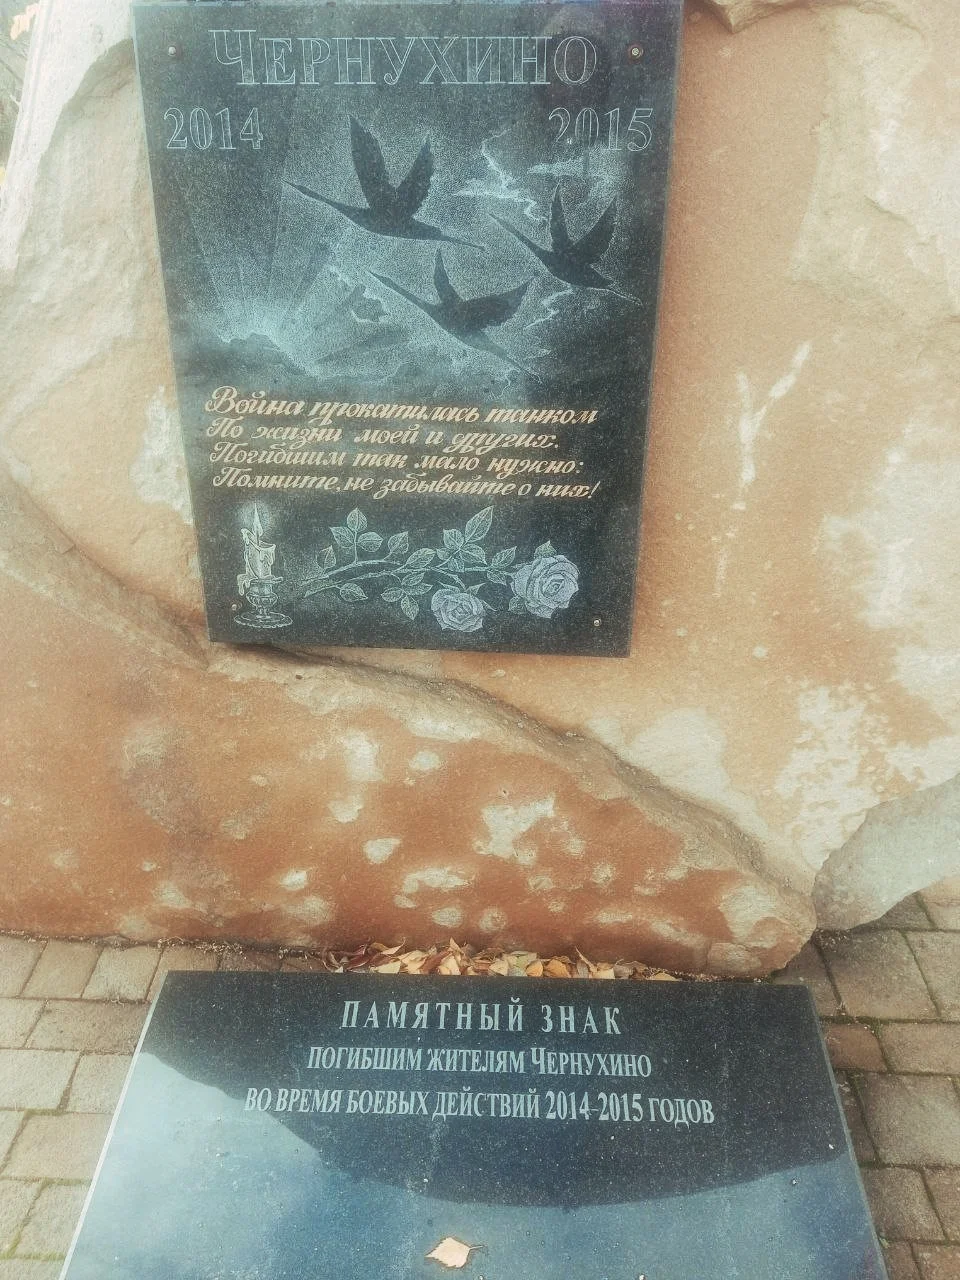 Чернухино
2014 2015
Война прокатилась танком
По жизни моей и других.
Погибшим так мало нужно:
Помните, не забывайте о них!
ПАМЯТНЫЙ ЗНАК
ПОГИБШИМ ЖИТЕЛЯМ ЧЕРНУХИНО
ВО ВРЕМЯ БОЕВЫХ ДЕЙСТВИЙ 2014-2015 ГОДОВ